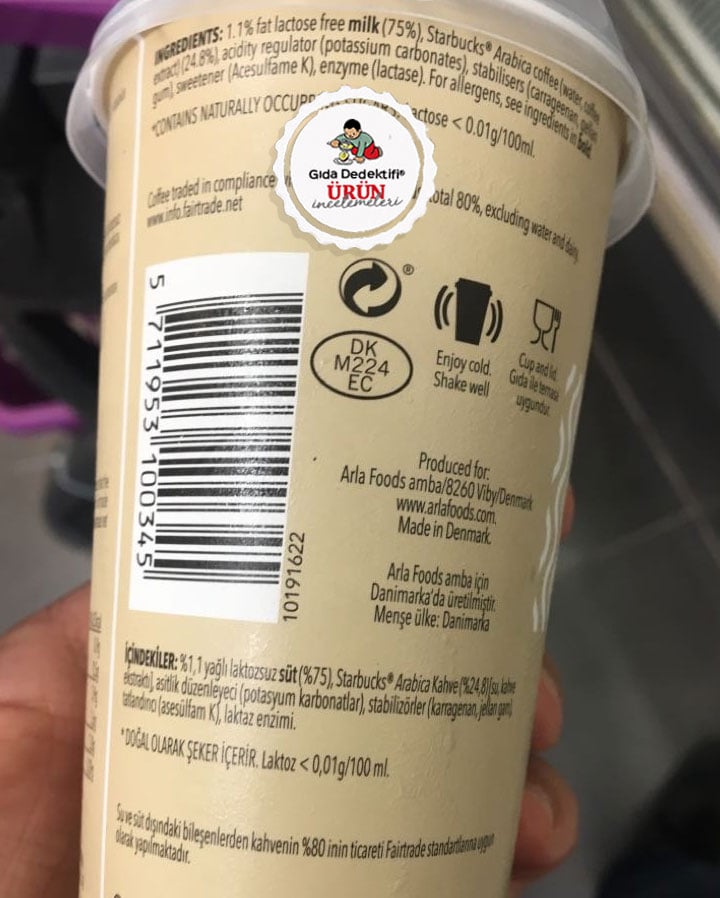 INGREDIENTS: 1.1% fat lactose free milk (75%), Starbucks® Arabica coffee (water, coffee
extract) (24.8%), acidity regulator (potassium carbonates), stabilisers (carrageenan, gellan
gum), sweetener (Acesulfame K), enzyme (lactase). For allergens, see ingredients in Bold.
*CONTAINS NATURALLY actose < 0.01g/100ml.
Gıda Dedektifi®
ÜRÜN
incelemeleri
Coffee traded in compliance otal 80%, excluding water and dairy.
www.info.fairtrade.net
5 711953 100345
10191622
®
DK
M224
EC
Enjoy cold.
Shake well
Cup and lid.
Gıda ile temasa
uygundur.
Produced for:
Arla Foods amba/8260 Viby/Denmark
www.arlafoods.com.
Made in Denmark.
Arla Foods amba için
Danimarka'da üretilmiştir.
Menşe ülke: Danimarka
İÇİNDEKİLER: %1,1 yağlı laktozsuz süt (%75), Starbucks® Arabica Kahve (%24,8) [su, kahve
ekstraktı], asitlik düzenleyeci (potasyum karbonatlar), stabilizörler (karragenan, jellan gam),
tatlandırıcı (asesülfam K), laktaz enzimi.
*DOĞAL OLARAK ŞEKER İÇERİR. Laktoz < 0,01g/100 ml.
Su ve süt dışındaki bileşenlerden kahvenin %80 inin ticareti Fairtrade standartlarına uygun
olarak yapılmaktadır.